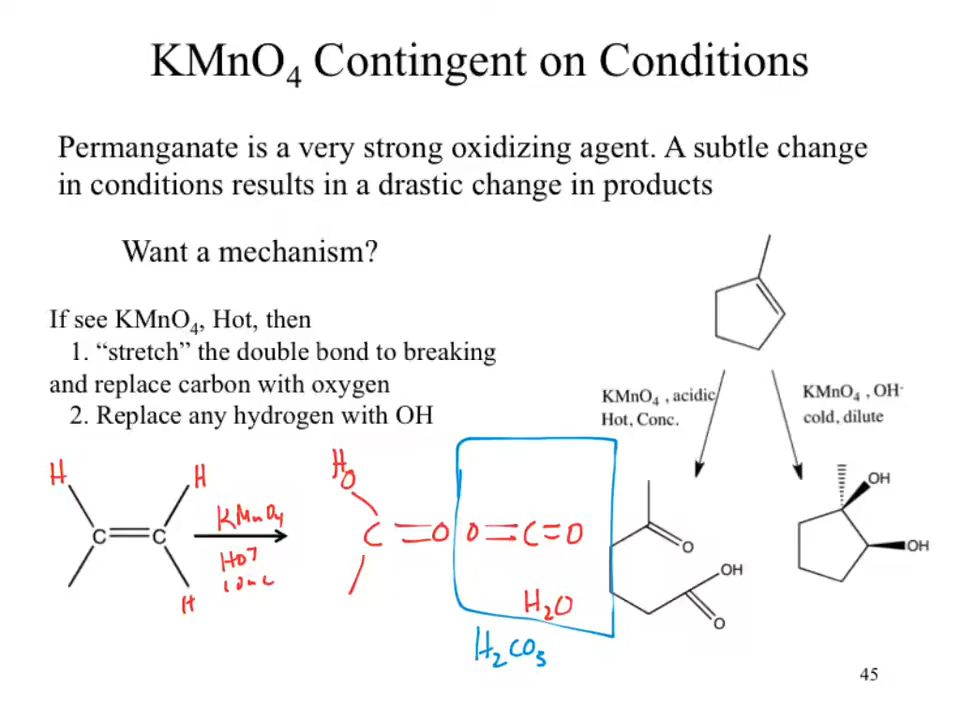 KMnO4 Contingent on Conditions
Permanganate is a very strong oxidizing agent. A subtle change
in conditions results in a drastic change in products
Want a mechanism?
If see KMnO4, Hot, then
1. “stretch” the double bond to breaking
and replace carbon with oxygen
2. Replace any hydrogen with OH
KMnO4 , acidic
Hot, Conc.
KMnO4 , OH-
cold, dilute
H
H
C
C
H
KMnO4
HOT
conc
HO
C=O
O=C=O
H2O
H2CO3
O
OH
O
OH
OH
45